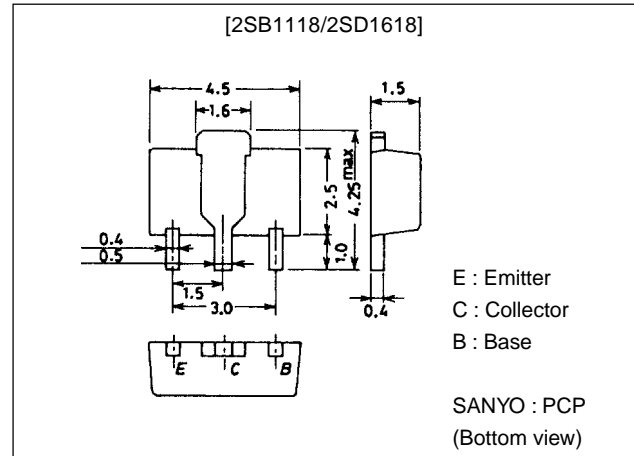 [2SB1118/2SD1618]
4.5
1.6
1.5
2.5
4.25max
1.0
0.4
0.5
1.5
3.0
0.4
E
C
B
E : Emitter
C : Collector
B : Base
SANYO : PCP
(Bottom view)